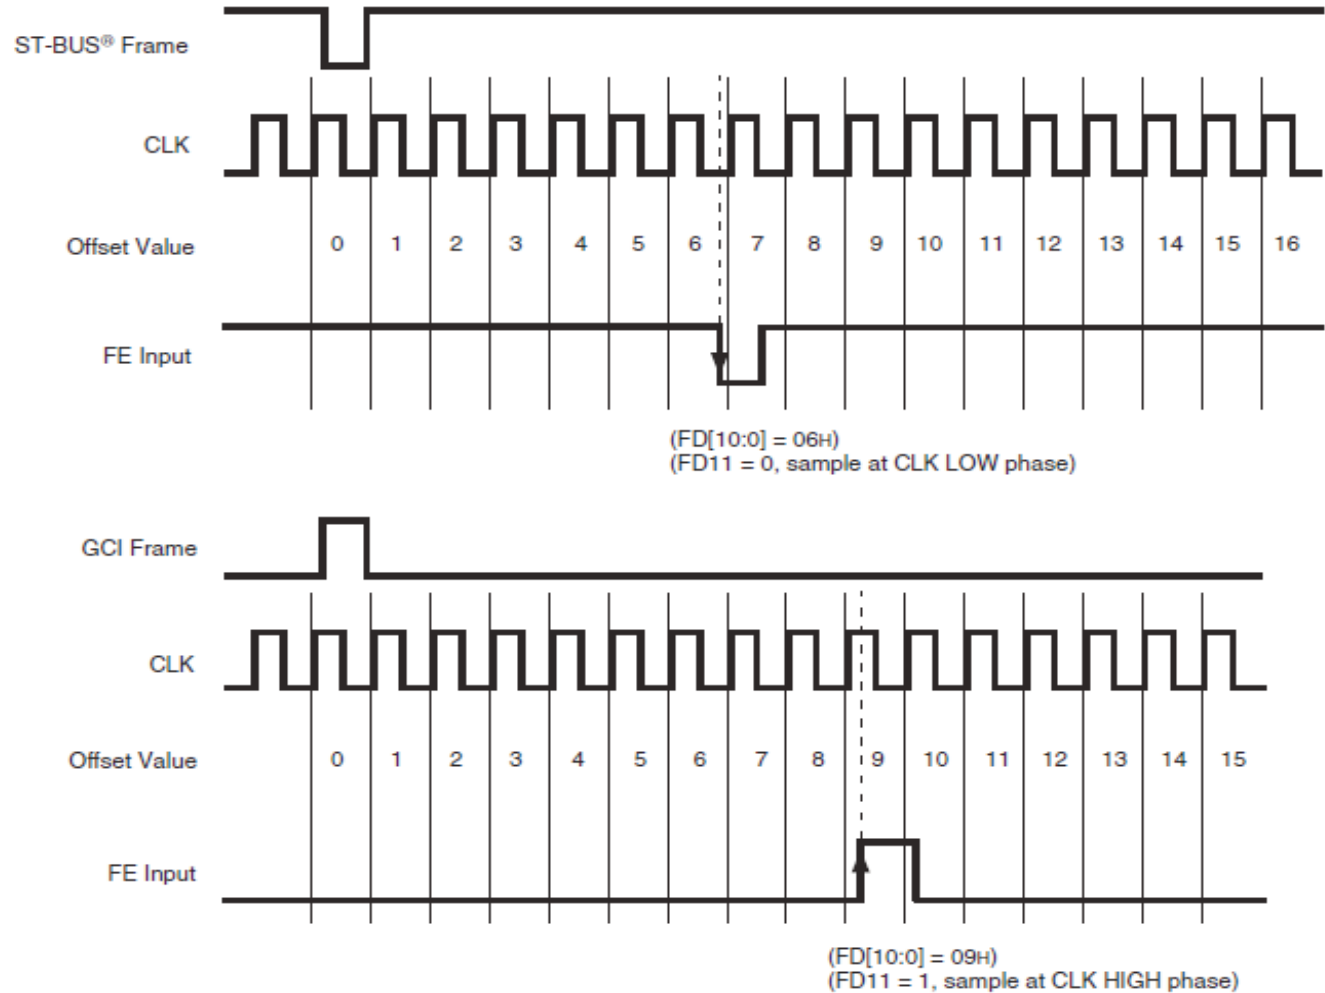 ST-BUS® Frame
CLK
Offset Value 0 1 2 3 4 5 6 7 8 9 10 11 12 13 14 15 16
FE Input
(FD[10:0] = 06H)
(FD11 = 0, sample at CLK LOW phase)
GCI Frame
CLK
Offset Value 0 1 2 3 4 5 6 7 8 9 10 11 12 13 14 15
FE Input
(FD[10:0] = 09H)
(FD11 = 1, sample at CLK HIGH phase)